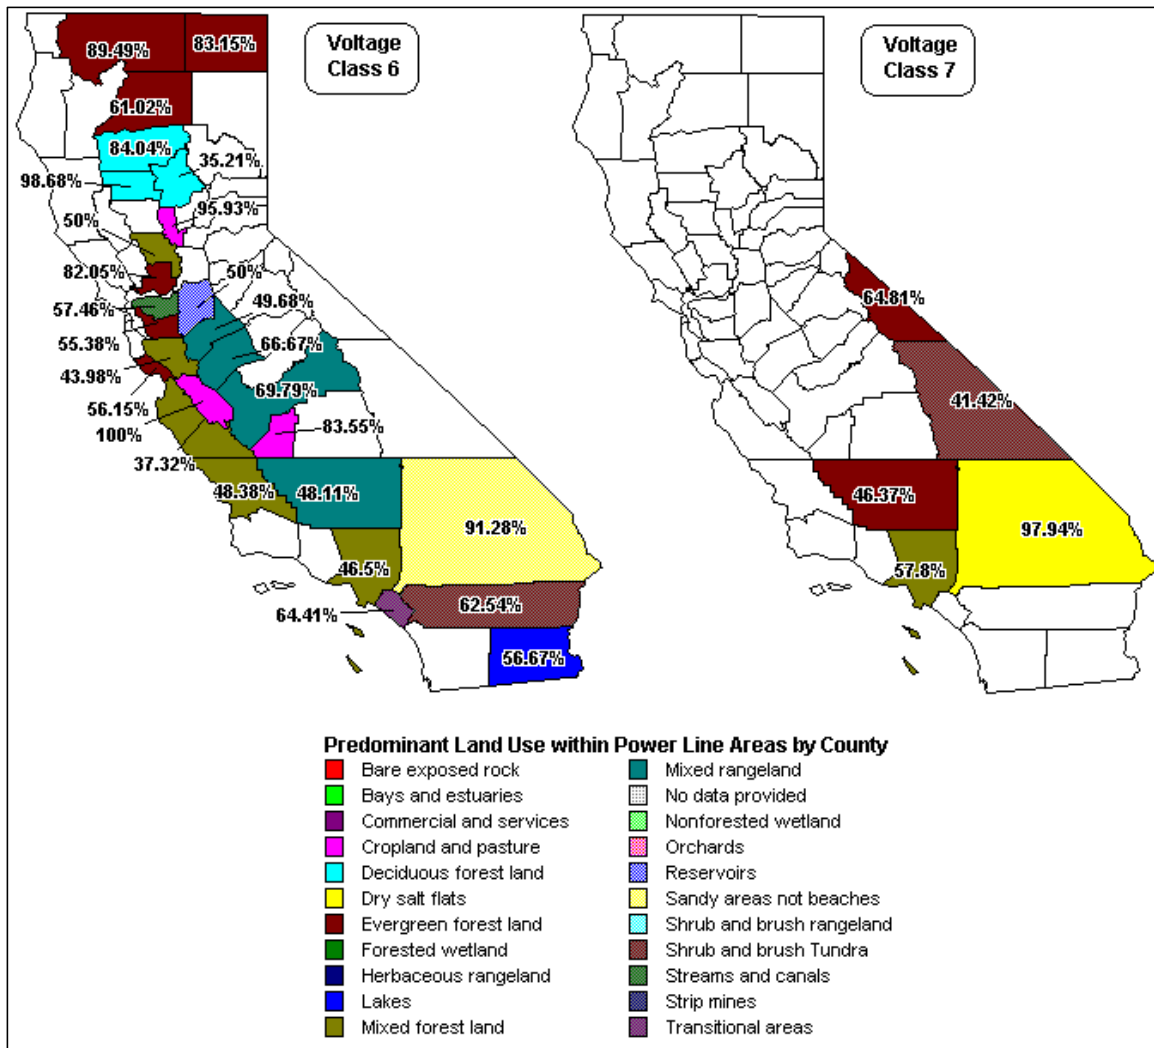 Voltage
Class 6
89.49%
83.15%
61.02%
84.04%
35.21%
98.68%
95.93%
50%
82.05%
50%
57.46%
49.68%
55.38%
66.67%
43.98%
69.79%
56.15%
100%
83.55%
37.32%
48.38%
48.11%
91.28%
46.5%
64.41%
62.54%
56.67%
Voltage
Class 7
64.81%
41.42%
46.37%
97.94%
57.8%
Predominant Land Use within Power Line Areas by County
Bare exposed rock
Bays and estuaries
Commercial and services
Cropland and pasture
Deciduous forest land
Dry salt flats
Evergreen forest land
Forested wetland
Herbaceous rangeland
Lakes
Mixed forest land
Mixed rangeland
No data provided
Nonforested wetland
Orchards
Reservoirs
Sandy areas not beaches
Shrub and brush rangeland
Shrub and brush Tundra
Streams and canals
Strip mines
Transitional areas